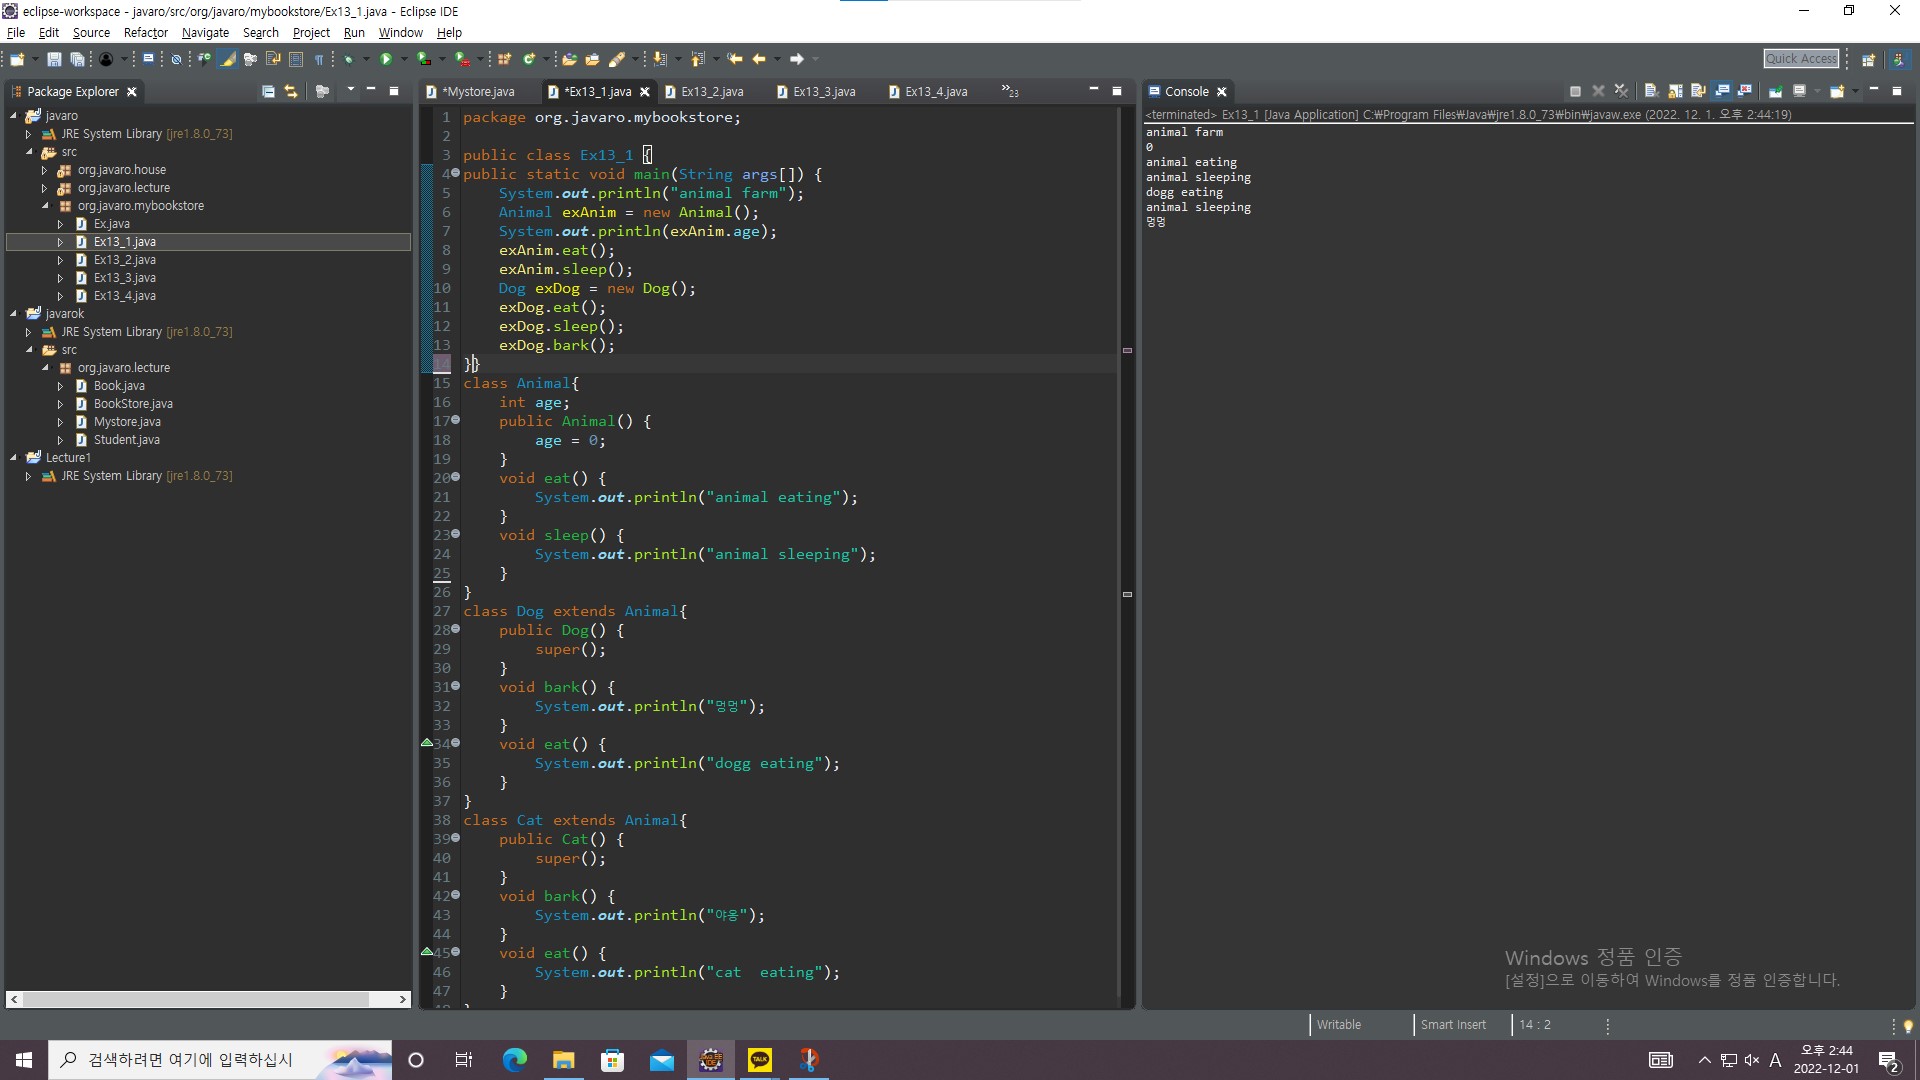 eclipse-workspace - javaro/src/org/javaro/mybookstore/Ex13_1.java - Eclipse IDE
File Edit Source Refactor Navigate Search Project Run Window Help
Quick Access
Package Explorer
javaro
JRE System Library [jre1.8.0_73]
src
org.javaro.house
org.javaro.lecture
org.javaro.mybookstore
Ex.java
Ex13_1.java
Ex13_2.java
Ex13_3.java
Ex13_4.java
javarok
JRE System Library [jre1.8.0_73]
src
org.javaro.lecture
Book.java
BookStore.java
Mystore.java
Student.java
Lecture1
JRE System Library [jre1.8.0_73]
*Mystore.java *Ex13_1.java Ex13_2.java Ex13_3.java Ex13_4.java »23
1 package org.javaro.mybookstore;
2
3 public class Ex13_1 {
4 public static void main(String args[]) {
5 System.out.println("animal farm");
6 Animal exAnim = new Animal();
7 System.out.println(exAnim.age);
8 exAnim.eat();
9 exAnim.sleep();
10 Dog exDog = new Dog();
11 exDog.eat();
12 exDog.sleep();
13 exDog.bark();
14 }}
15 class Animal{
16 int age;
17 public Animal() {
18 age = 0;
19 }
20 void eat() {
21 System.out.println("animal eating");
22 }
23 void sleep() {
24 System.out.println("animal sleeping");
25 }
26 }
27 class Dog extends Animal{
28 public Dog() {
29 super();
30 }
31 void bark() {
32 System.out.println("멍멍");
33 }
34 void eat() {
35 System.out.println("dogg eating");
36 }
37 }
38 class Cat extends Animal{
39 public Cat() {
40 super();
41 }
42 void bark() {
43 System.out.println("야옹");
44 }
45 void eat() {
46 System.out.println("cat  eating");
47 }
Console
<terminated> Ex13_1 [Java Application] C:₩Program Files₩Java₩jre1.8.0_73₩bin₩javaw.exe (2022. 12. 1. 오후 2:44:19)
animal farm
0
animal eating
animal sleeping
dogg eating
animal sleeping
멍멍
Windows 정품 인증
[설정]으로 이동하여 Windows를 정품 인증합니다.
Writable Smart Insert 14 : 2
검색하려면 여기에 입력하십시
TALK
A
오후 2:44
2022-12-01
2